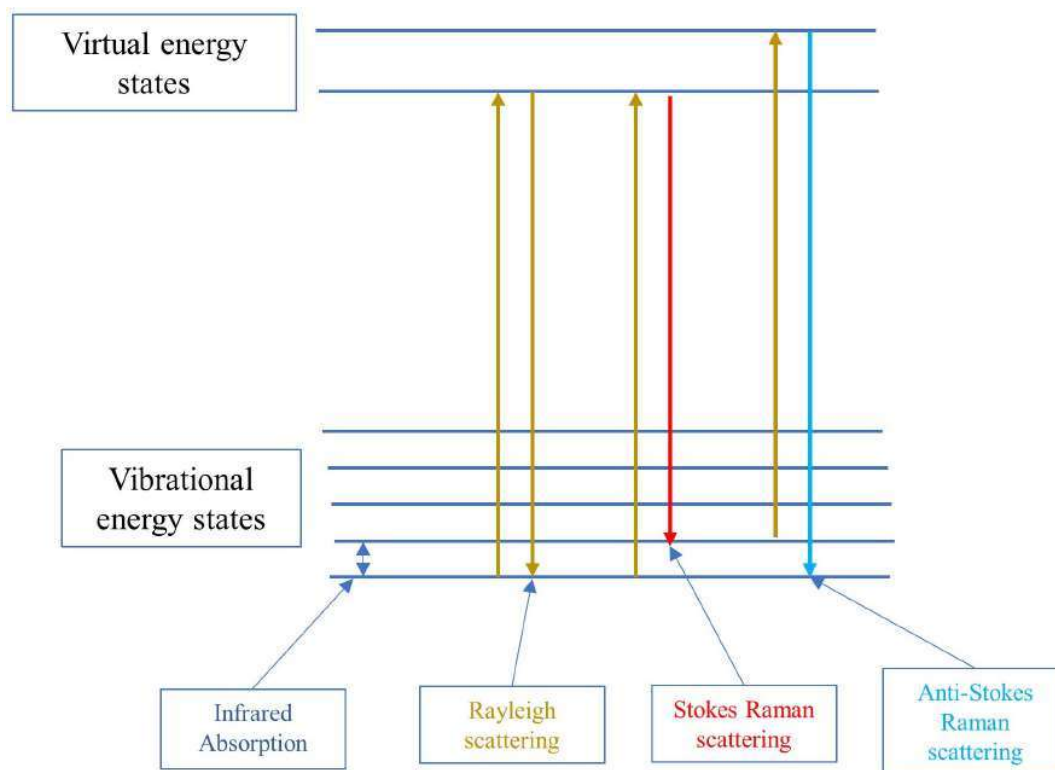 Virtual energy
states
Vibrational
energy states
Infrared
Absorption
Rayleigh
scattering
Stokes Raman
scattering
Anti-Stokes
Raman
scattering